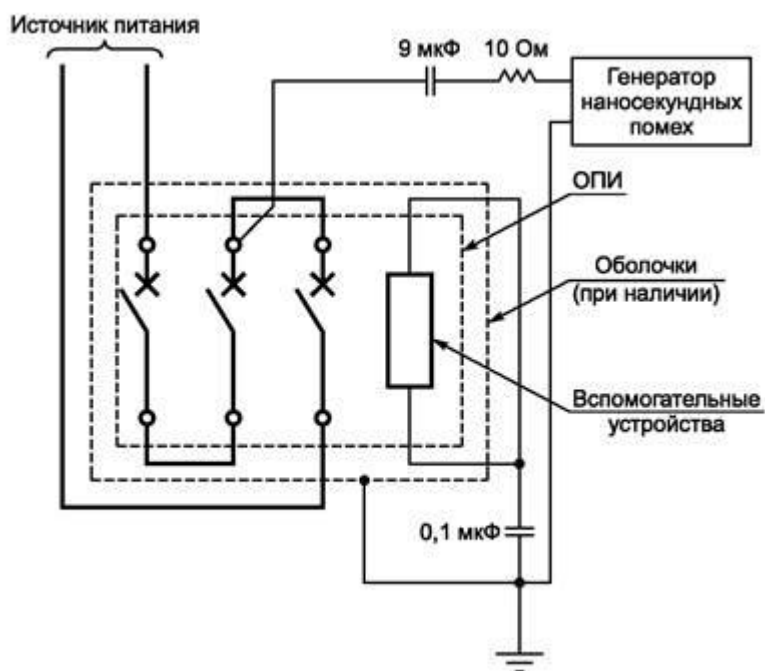 Источник питания
9 мкФ
10 Ом
Генератор
наносекундных
помех
ОПИ
Оболочки
(при наличии)
Вспомогательные
устройства
0,1 мкФ